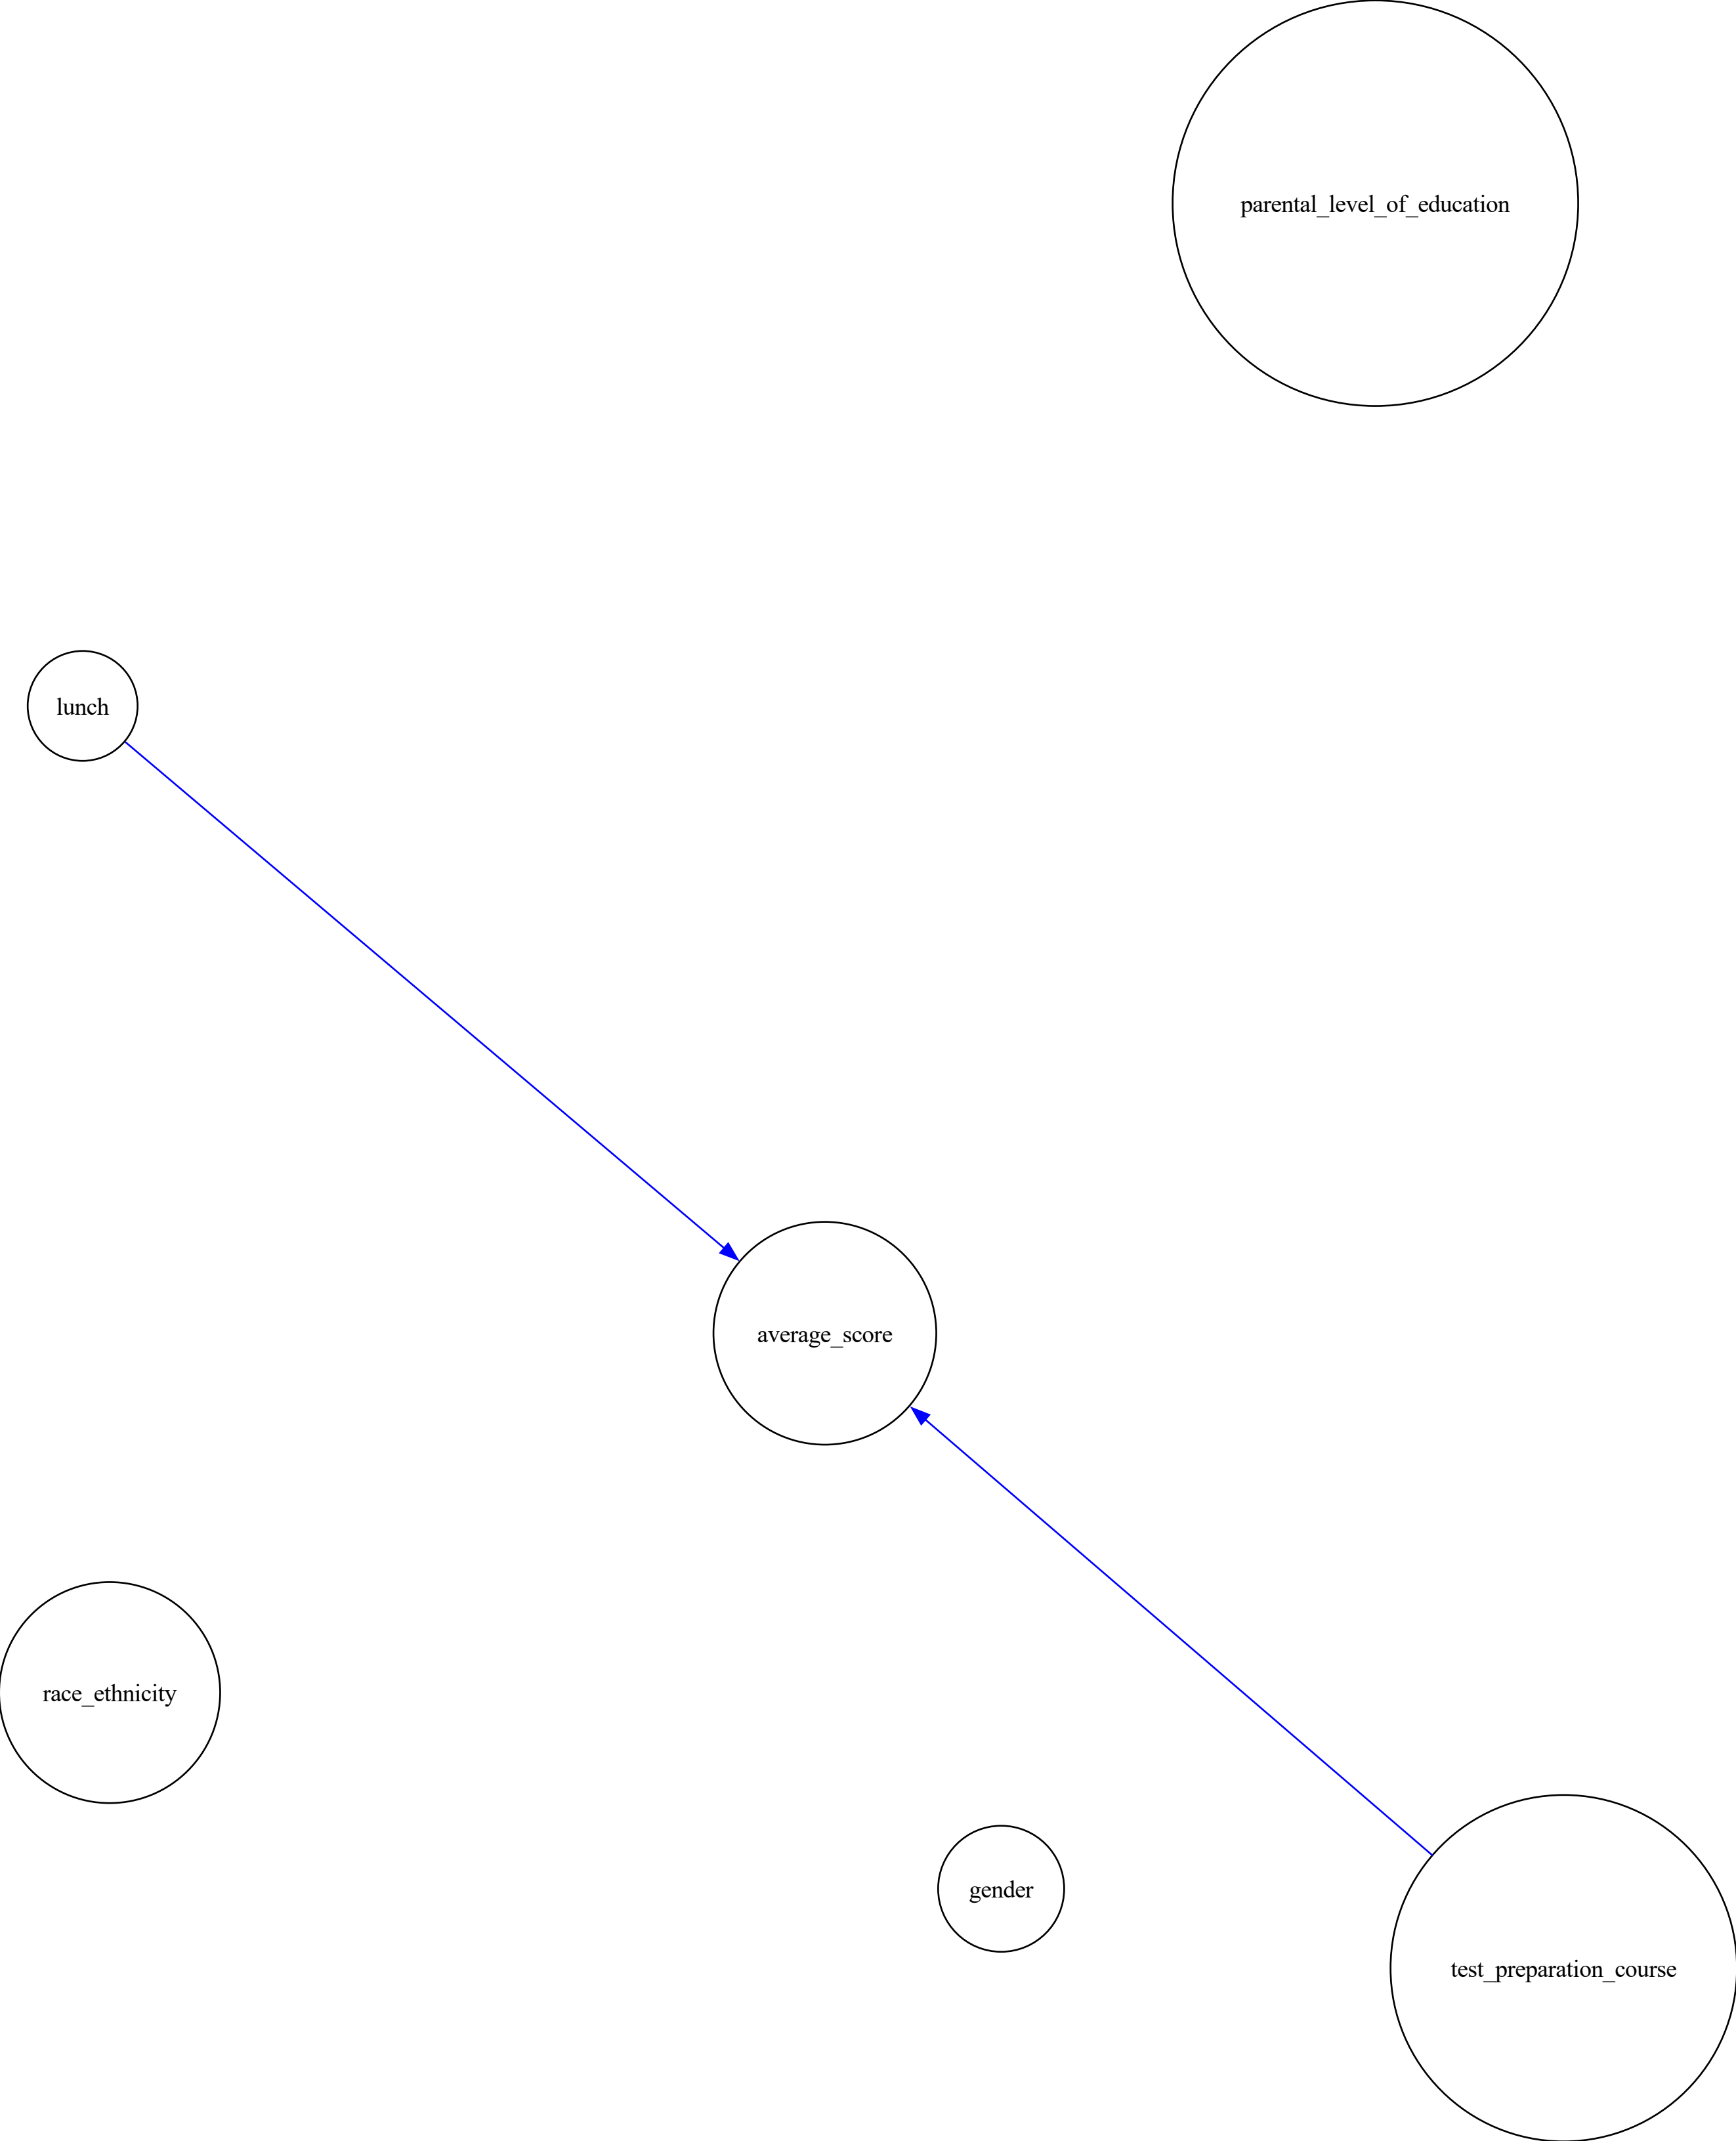 parental_level_of_education
lunch
average_score
race_ethnicity
gender
test_preparation_course